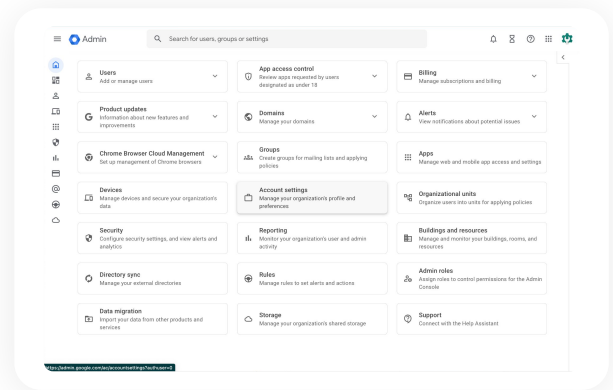 Admin
Search for users, groups or settings
Users
Add or manage users
App access control
Review apps requested by users
designated as under 18
Billing
Manage subscriptions and billing
Product updates
Information about new features and
improvements
Domains
Manage your domains
Alerts
View notifications about potential issues
Chrome Browser Cloud Management
Set up management of Chrome browsers
Groups
Create groups for mailing lists and applying
policies
Apps
Manage web and mobile app access and settings
Devices
Manage devices and secure your organization's
data
Account settings
Manage your organization's profile and
preferences
Organizational units
Organize users into units for applying policies
Security
Configure security settings, and view alerts and
analytics
Reporting
Monitor your organization's user and admin
activity
Buildings and resources
Manage and monitor your buildings, rooms, and
resources
Directory sync
Manage your external directories
Rules
Manage rules to set alerts and actions
Admin roles
Assign roles to control permissions for the Admin
Console
Data migration
Import your data from other products and
services
Storage
Manage your organization's shared storage
Support
Connect with the Help Assistant
https://admin.google.com/ac/accountsettings?authuser=0